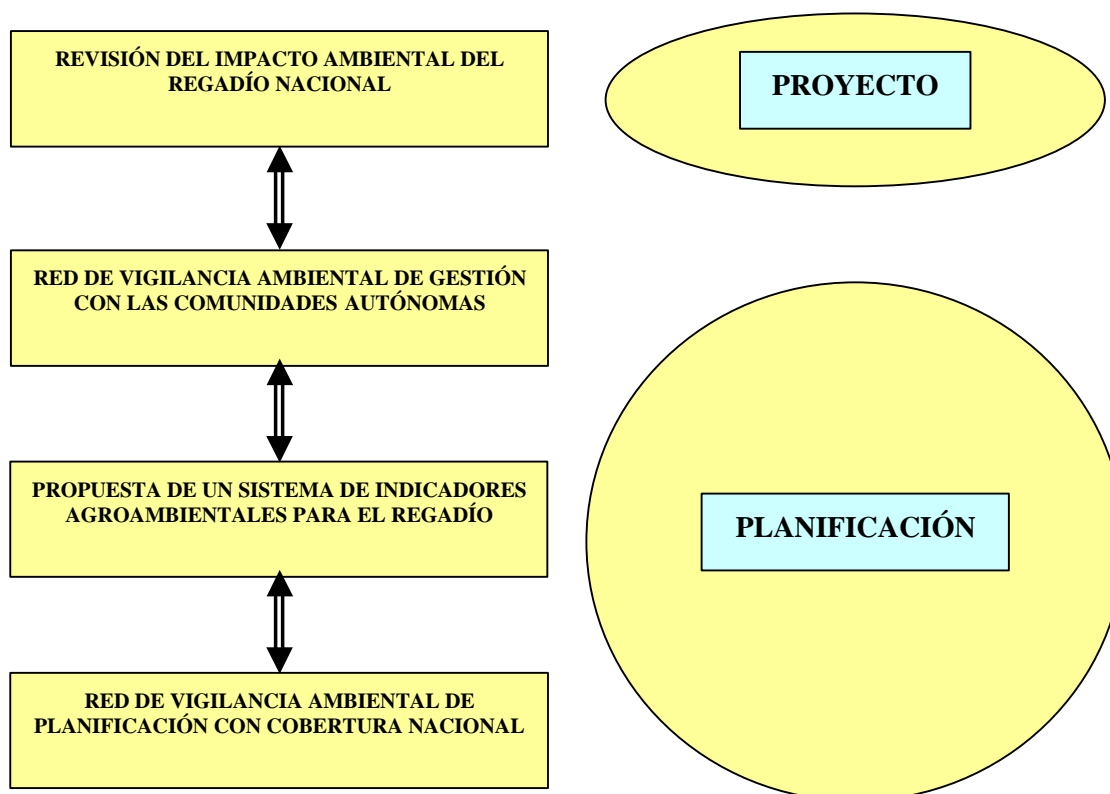 REVISIÓN DEL IMPACTO AMBIENTAL DEL
REGADÍO NACIONAL
PROYECTO
RED DE VIGILANCIA AMBIENTAL DE GESTIÓN
CON LAS COMUNIDADES AUTÓNOMAS
PROPUESTA DE UN SISTEMA DE INDICADORES
AGROAMBIENTALES PARA EL REGADÍO
PLANIFICACIÓN
RED DE VIGILANCIA AMBIENTAL DE
PLANIFICACIÓN CON COBERTURA NACIONAL